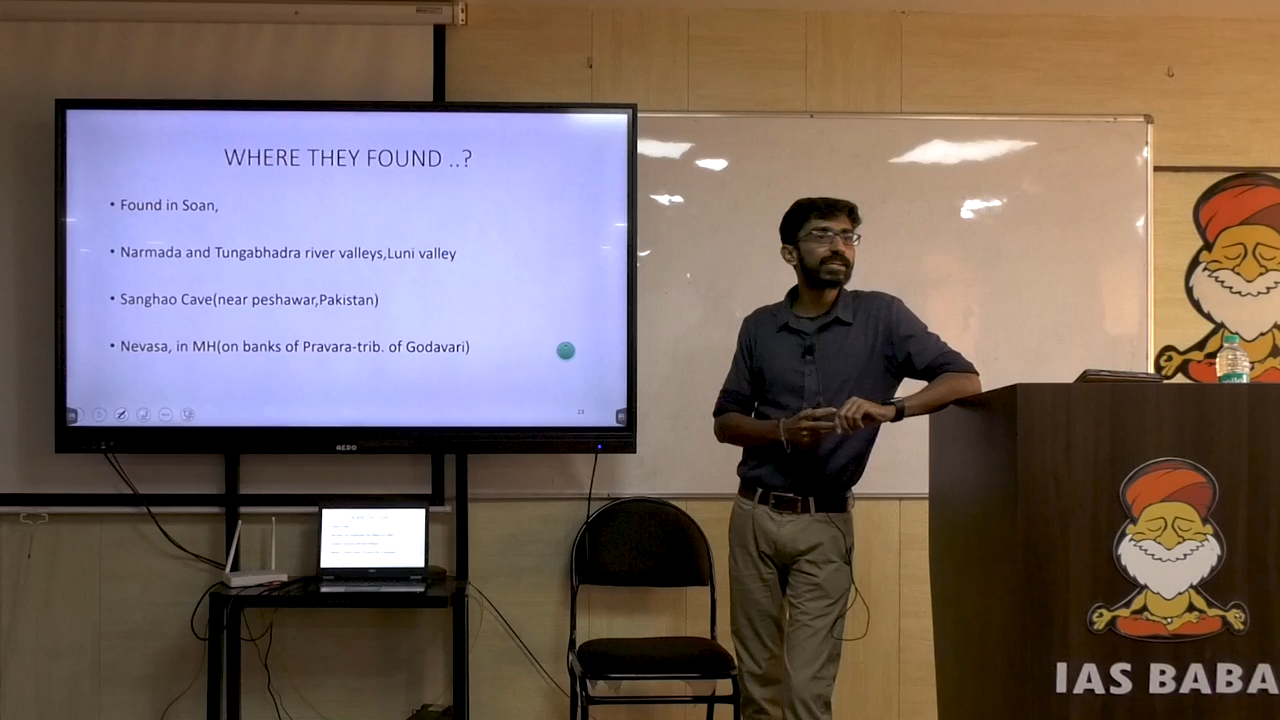 WHERE THEY FOUND ..?
• Found in Soan,
• Narmada and Tungabhadra river valleys,Luni valley
• Sanghao Cave(near peshawar,Pakistan)
• Nevasa, in MH(on banks of Pravara-trib. of Godavari)
13
IAS BABA